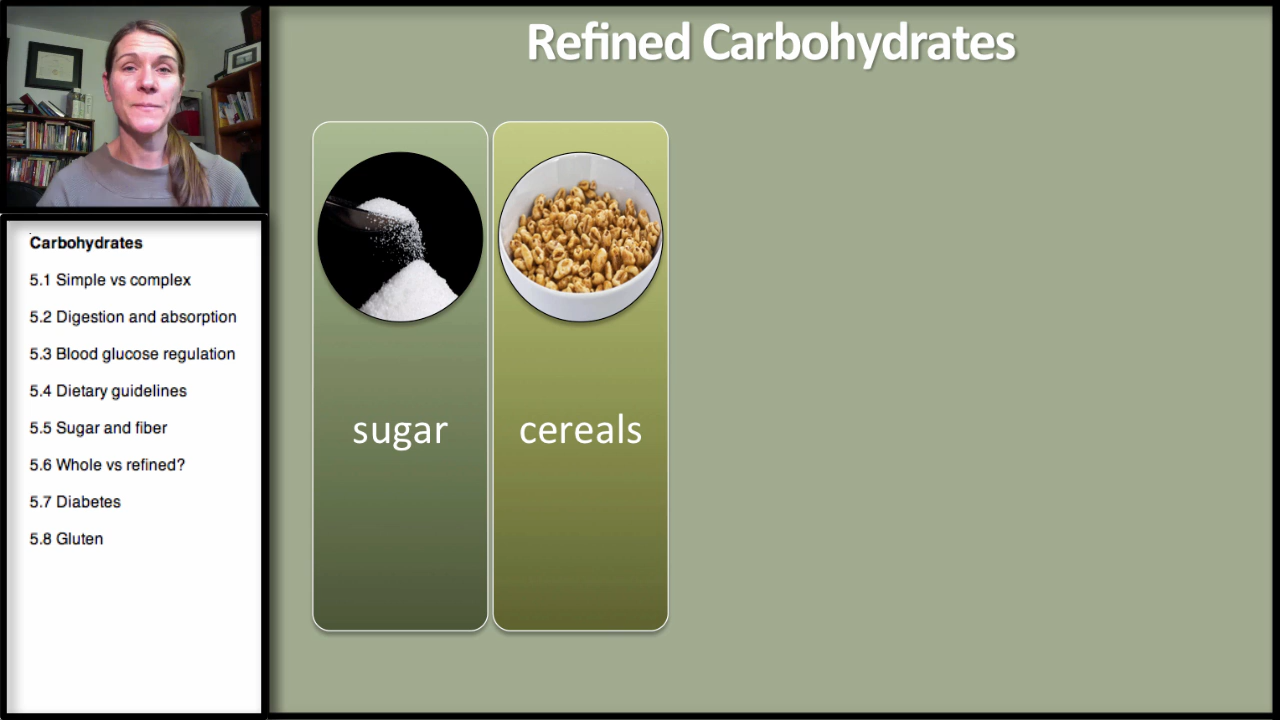 Refined Carbohydrates
sugar
cereals
Carbohydrates
5.1 Simple vs complex
5.2 Digestion and absorption
5.3 Blood glucose regulation
5.4 Dietary guidelines
5.5 Sugar and fiber
5.6 Whole vs refined?
5.7 Diabetes
5.8 Gluten